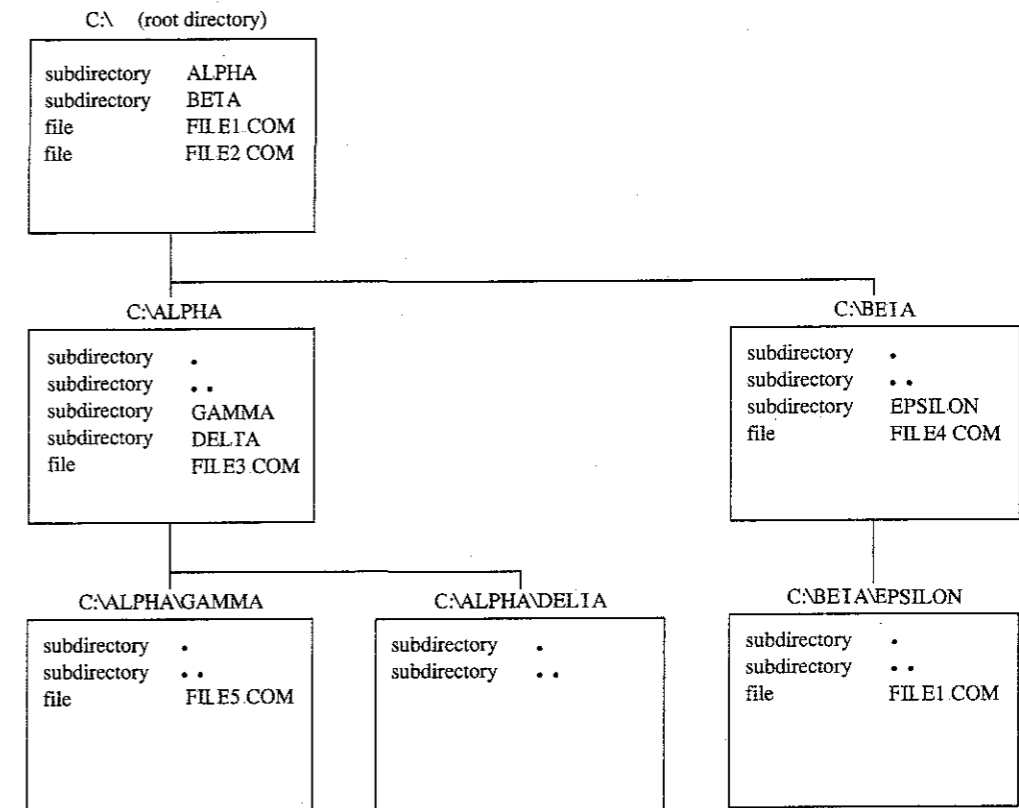 C:\ (root directory)
subdirectory ALPHA
subdirectory BETA
file FILE1.COM
file FILE2 COM
C:\ALPHA
subdirectory .
subdirectory . .
subdirectory GAMMA
subdirectory DELTA
file FILE3.COM
C:\BETA
subdirectory .
subdirectory . .
subdirectory EPSILON
file FILE4 COM
C:\ALPHA\GAMMA
subdirectory .
subdirectory . .
file FILE5.COM
C:\ALPHA\DELTA
subdirectory .
subdirectory . .
C:\BETA\EPSILON
subdirectory .
subdirectory . .
file FILE1.COM